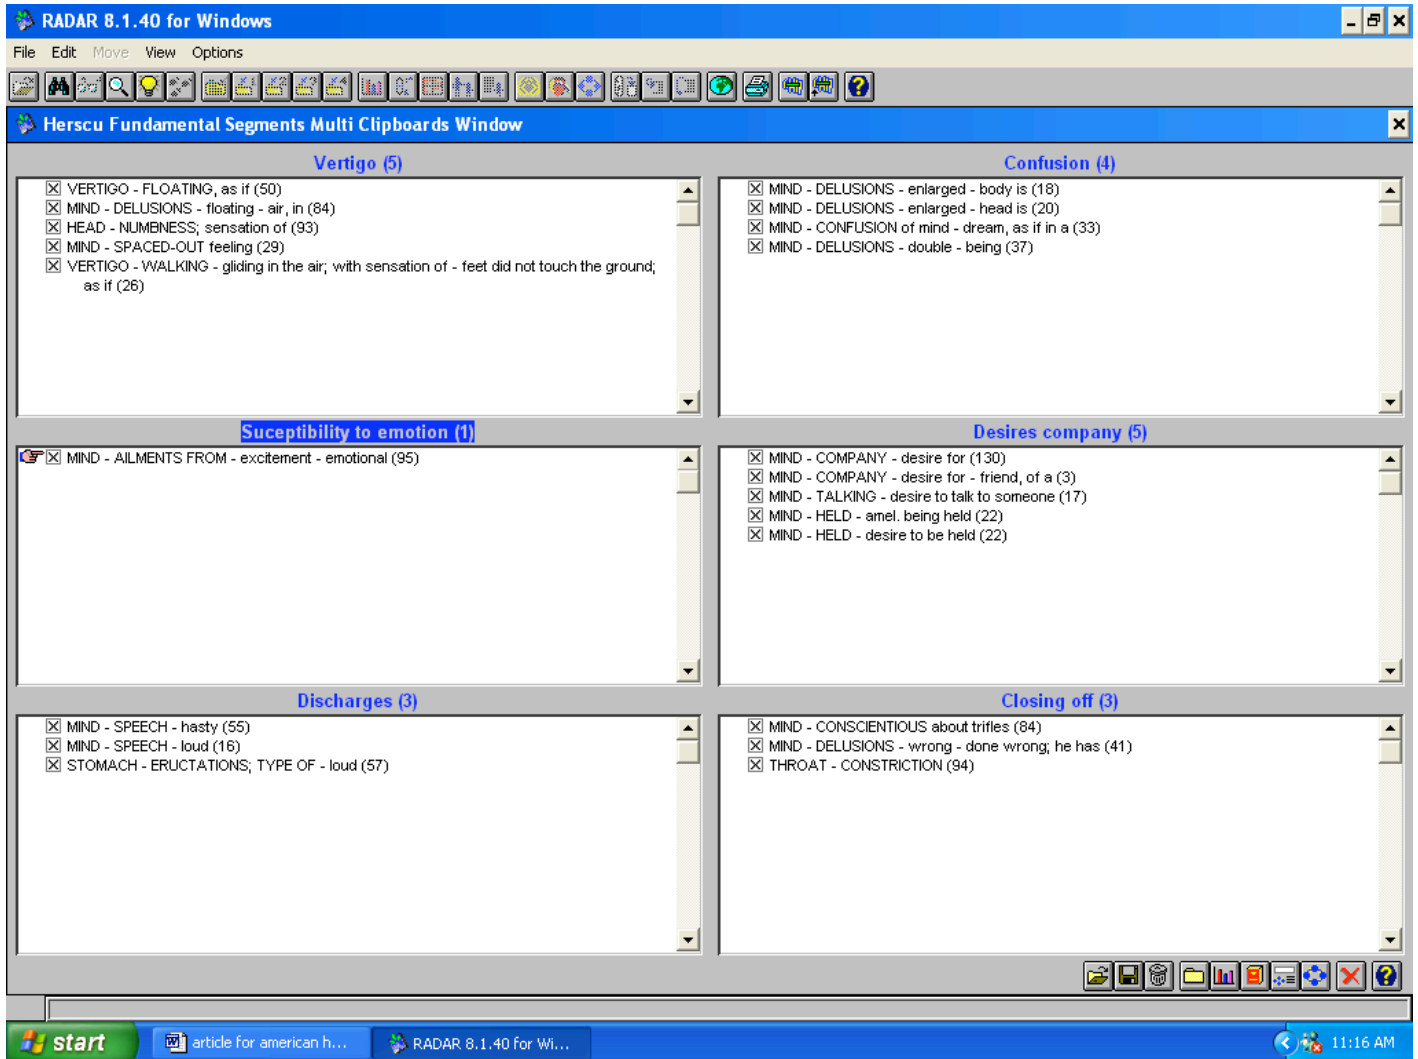 RADAR 8.1.40 for Windows
File Edit Move View Options
Herscu Fundamental Segments Multi Clipboards Window
Vertigo (5)
VERTIGO - FLOATING, as if (50)
MIND - DELUSIONS - floating - air, in (84)
HEAD - NUMBNESS; sensation of (93)
MIND - SPACED-OUT feeling (29)
VERTIGO - WALKING - gliding in the air; with sensation of - feet did not touch the ground;
as if (26)
Confusion (4)
MIND - DELUSIONS - enlarged - body is (18)
MIND - DELUSIONS - enlarged - head is (20)
MIND - CONFUSION of mind - dream, as if in a (33)
MIND - DELUSIONS - double - being (37)
Suceptibility to emotion (1)
MIND - AILMENTS FROM - excitement - emotional (95)
Desires company (5)
MIND - COMPANY - desire for (130)
MIND - COMPANY - desire for - friend, of a (3)
MIND - TALKING - desire to talk to someone (17)
MIND - HELD - amel. being held (22)
MIND - HELD - desire to be held (22)
Discharges (3)
MIND - SPEECH - hasty (55)
MIND - SPEECH - loud (16)
STOMACH - ERUCTATIONS; TYPE OF - loud (57)
Closing off (3)
MIND - CONSCIENTIOUS about trifles (84)
MIND - DELUSIONS - wrong - done wrong; he has (41)
THROAT - CONSTRICTION (94)
start article for american h... RADAR 8.1.40 for Wi... 11:16 AM